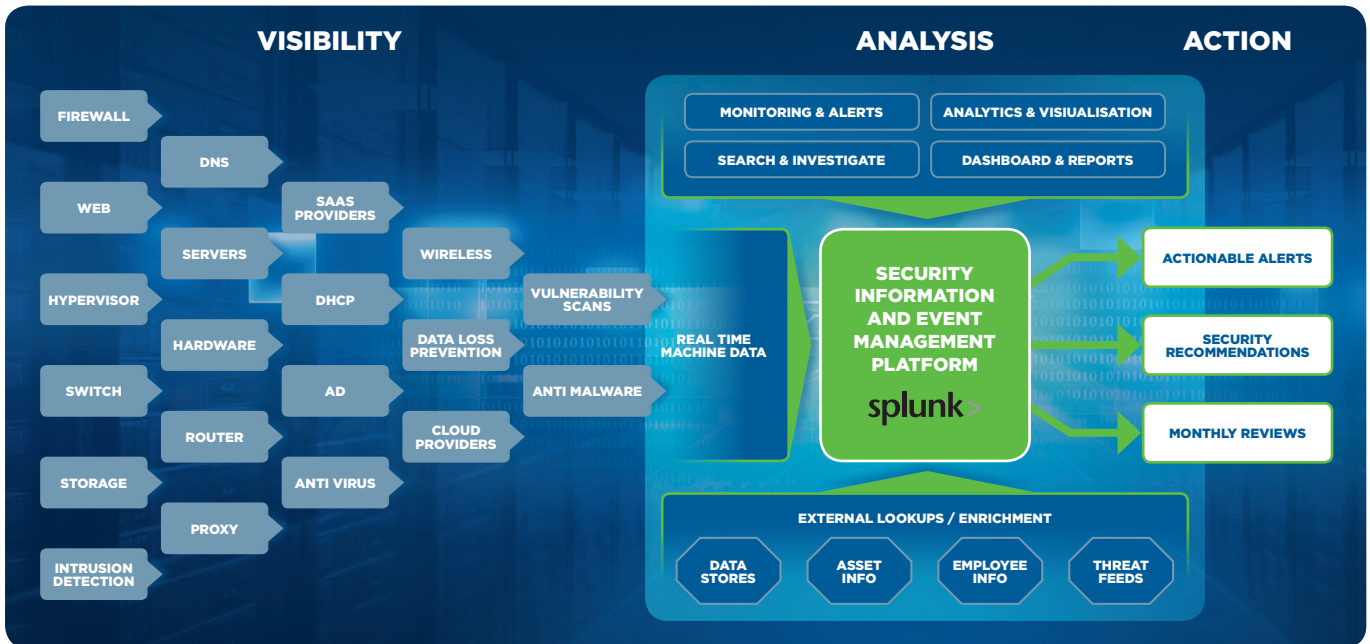 VISIBILITY
ANALYSIS
ACTION
FIREWALL
WEB
HYPERVISOR
SWITCH
STORAGE
INTRUSION
DETECTION
DNS
SERVERS
HARDWARE
ROUTER
PROXY
SAAS
PROVIDERS
DHCP
AD
ANTI VIRUS
WIRELESS
DATA LOSS
PREVENTION
CLOUD
PROVIDERS
VULNERABILITY
SCANS
ANTI MALWARE
MONITORING & ALERTS
ANALYTICS & VISIUALISATION
SEARCH & INVESTIGATE
DASHBOARD & REPORTS
REAL TIME
MACHINE DATA
SECURITY
INFORMATION
AND EVENT
MANAGEMENT
PLATFORM
splunk>
EXTERNAL LOOKUPS / ENRICHMENT
DATA
STORES
ASSET
INFO
EMPLOYEE
INFO
THREAT
FEEDS
ACTIONABLE ALERTS
SECURITY
RECOMMENDATIONS
MONTHLY REVIEWS